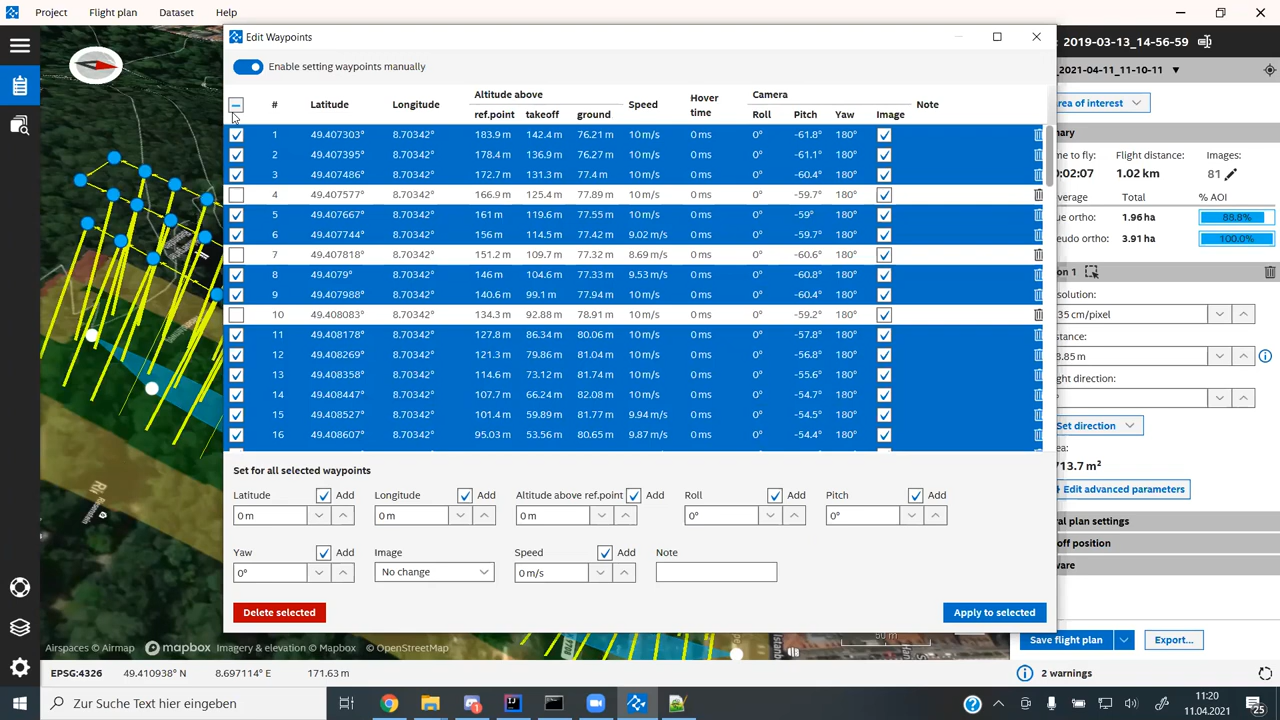 Project Flight plan Dataset Help
Edit Waypoints
: 2019-03-13_14-56-59
Enable setting waypoints manually
_2021-04-11_11-10-11
Altitude above Camera
# Latitude Longitude ref.point takeoff ground Speed Hover time Roll Pitch Yaw Image Note
1 49.407303° 8.70342° 183.9 m 142.4 m 76.21 m 10 m/s 0 ms 0° -61.8° 180°
2 49.407395° 8.70342° 178.4 m 136.9 m 76.27 m 10 m/s 0 ms 0° -61.1° 180°
3 49.407486° 8.70342° 172.7 m 131.3 m 77.4 m 10 m/s 0 ms 0° -60.4° 180°
4 49.407577° 8.70342° 166.9 m 125.4 m 77.89 m 10 m/s 0 ms 0° -59.7° 180°
5 49.407667° 8.70342° 161 m 119.6 m 77.55 m 10 m/s 0 ms 0° -59° 180°
6 49.407744° 8.70342° 156 m 114.5 m 77.42 m 9.02 m/s 0 ms 0° -59.7° 180°
7 49.407818° 8.70342° 151.2 m 109.7 m 77.32 m 8.69 m/s 0 ms 0° -60.6° 180°
8 49.4079° 8.70342° 146 m 104.6 m 77.33 m 9.53 m/s 0 ms 0° -60.8° 180°
9 49.407988° 8.70342° 140.6 m 99.1 m 77.94 m 10 m/s 0 ms 0° -60.4° 180°
10 49.408083° 8.70342° 134.3 m 92.88 m 78.91 m 10 m/s 0 ms 0° -59.2° 180°
11 49.408178° 8.70342° 127.8 m 86.34 m 80.06 m 10 m/s 0 ms 0° -57.8° 180°
12 49.408269° 8.70342° 121.3 m 79.86 m 81.04 m 10 m/s 0 ms 0° -56.8° 180°
13 49.408358° 8.70342° 114.6 m 73.12 m 81.74 m 10 m/s 0 ms 0° -55.6° 180°
14 49.408447° 8.70342° 107.7 m 66.24 m 82.08 m 10 m/s 0 ms 0° -54.7° 180°
15 49.408527° 8.70342° 101.4 m 59.89 m 81.77 m 9.94 m/s 0 ms 0° -54.5° 180°
16 49.408607° 8.70342° 95.03 m 53.56 m 80.65 m 9.87 m/s 0 ms 0° -54.4° 180°
Set for all selected waypoints
Latitude Add Longitude Add Altitude above ref.point Add Roll Add Pitch Add
0 m 0 m 0 m 0° 0°
Yaw Add Image Speed Add Note
0° No change 0 m/s
Delete selected Apply to selected
rea of interest
mary
me to fly: Flight distance: Images:
0:02:07 1.02 km 81
verage Total % AOI
ue ortho: 1.96 ha 88.8%
eudo ortho: 3.91 ha 100.0%
on 1
solution:
35 cm/pixel
stance:
8.85 m
ght direction:
°
Set direction
ea:
713.7 m²
Edit advanced parameters
ral plan settings
off position
ware
Save flight plan Export...
50 m
Airspaces © Airmap mapbox Imagery & elevation © Mapbox © OpenStreetMap
EPSG:4326 49.410938° N 8.697114° E 171.63 m 2 warnings
Zur Suche Text hier eingeben
11:20
11.04.2021
25